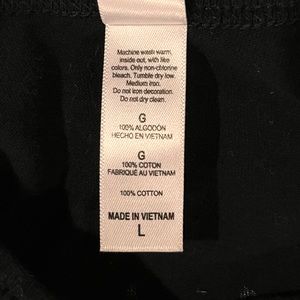 Machine wash warm,
inside out, with like
colors. Only non-chlorine
bleach. Tumble dry low.
Medium iron.
Do not icon decoration.
Do not dry clean.
G
100% ALGODÓN
HECHO EN VIETNAM
G
100% COTON
FABRIQUÉ AU VIETNAM
100% COTTON
MADE IN VIETNAM
L